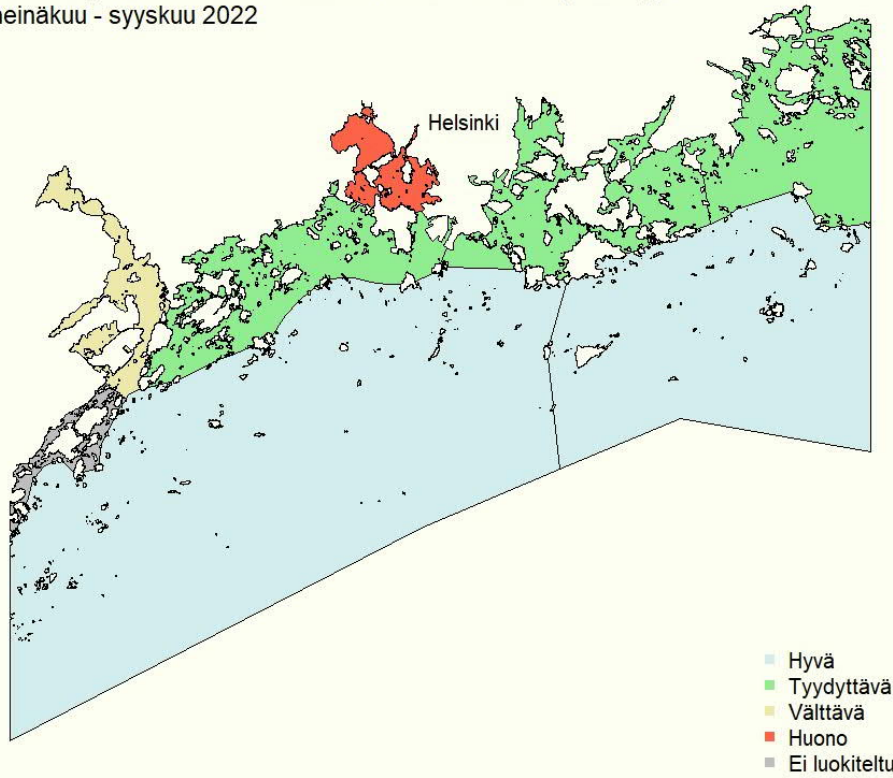 heinäkuu - syyskuu 2022
Helsinki
Hyvä
Tyydyttävä
Välttävä
Huono
Ei luokiteltu